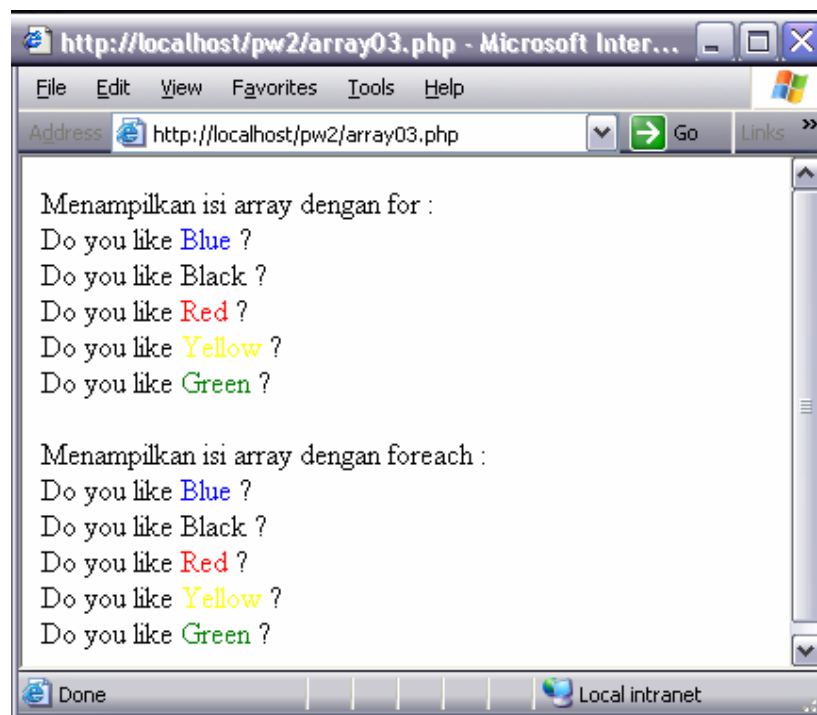 http://localhost/pw2/array03.php - Microsoft Inter...
File Edit View Favorites Tools Help
Address http://localhost/pw2/array03.php Go Links »
Menampilkan isi array dengan for :
Do you like Blue ?
Do you like Black ?
Do you like Red ?
Do you like Yellow ?
Do you like Green ?
Menampilkan isi array dengan foreach :
Do you like Blue ?
Do you like Black ?
Do you like Red ?
Do you like Yellow ?
Do you like Green ?
Done Local intranet